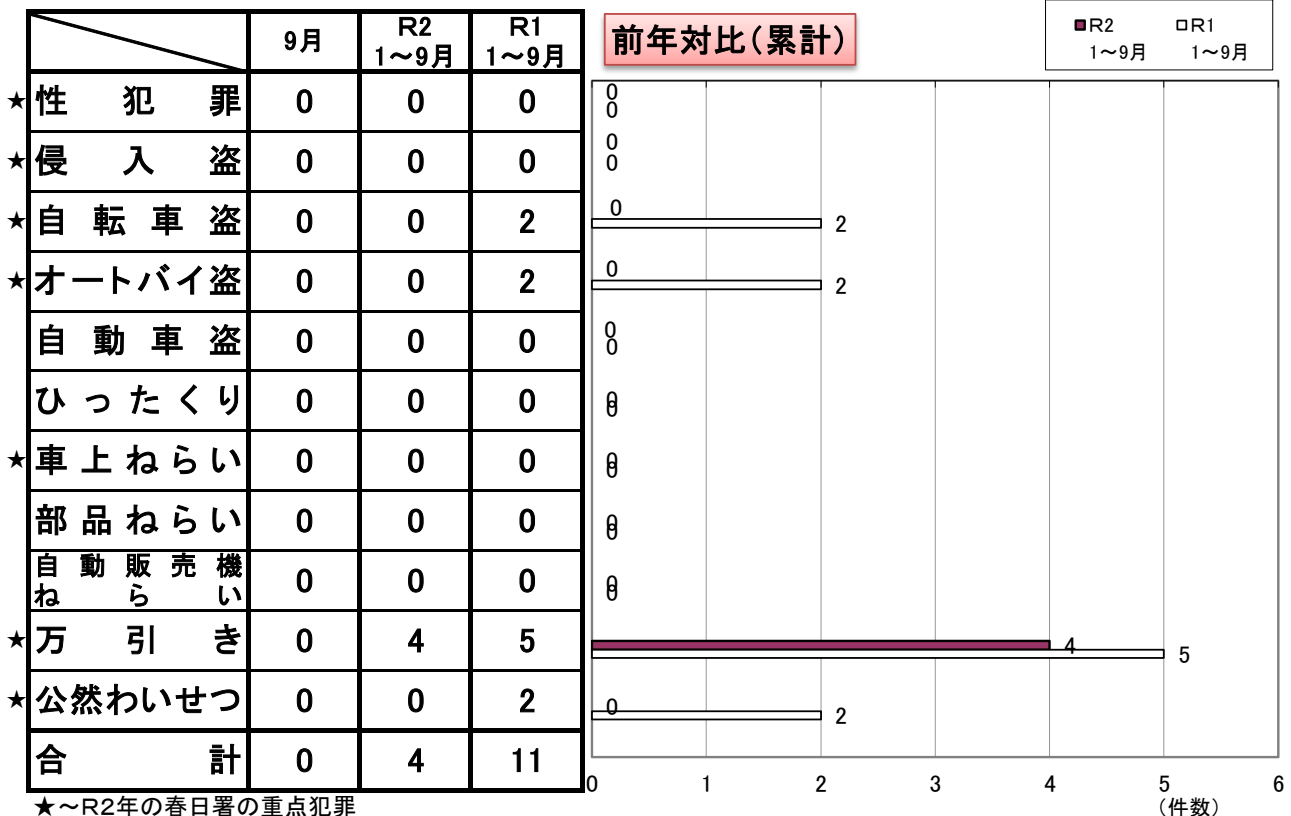 9月 R2 1～9月 R1 1～9月
★性犯罪 0 0 0
★侵入盗 0 0 0
★自転車盗 0 0 2
★オートバイ盗 0 0 2
自動車盗 0 0 0
ひったくり 0 0 0
★車上ねらい 0 0 0
部品ねらい 0 0 0
自動販売機ねらい 0 0 0
★万引き 0 4 5
★公然わいせつ 0 0 2
合計 0 4 11
★～R2年の春日署の重点犯罪
前年対比(累計)
■R2 1～9月 □R1 1～9月
0
0
0
0
0
2
0
2
0
0
0
0
0
0
0
0
0
0
4
5
0
2
0 1 2 3 4 5 6
(件数)